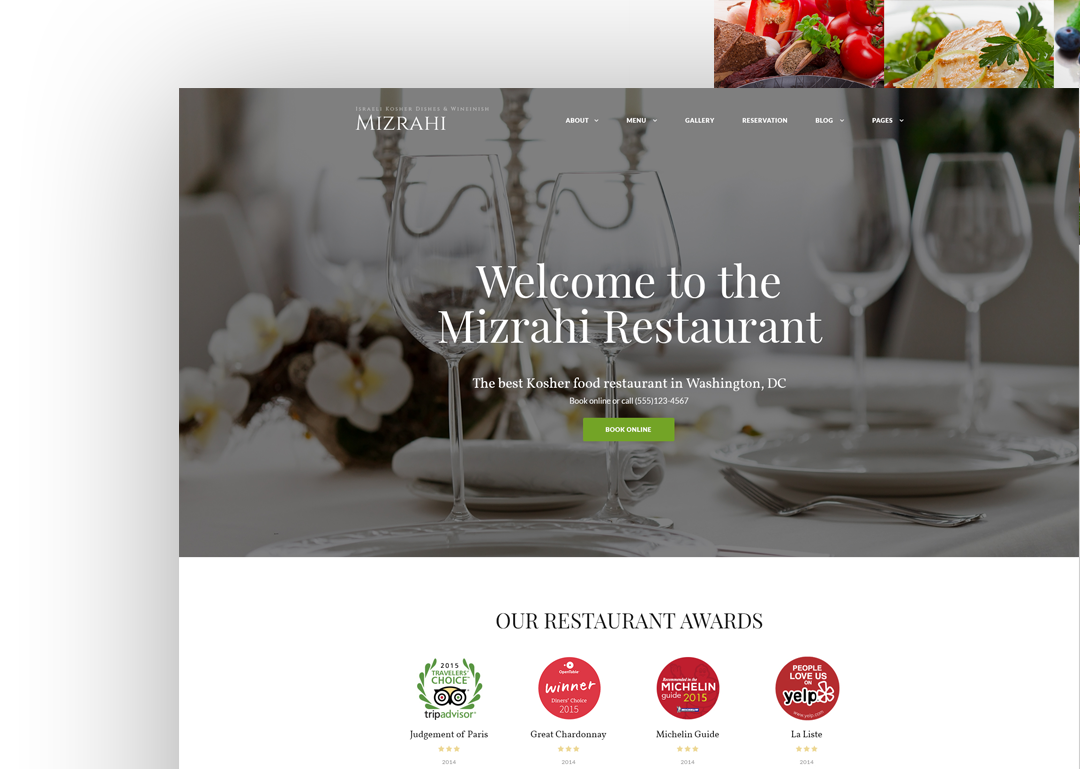 Israeli Kosher Dishes & Wineinism
Mizrahi
ABOUT
MENU
GALLERY
RESERVATION
BLOG
PAGES
Welcome to the
Mizrahi Restaurant
The best Kosher food restaurant in Washington, DC
Book online or call (555)123-4567
BOOK ONLINE
OUR RESTAURANT AWARDS
2015
TRAVELERS'
CHOICE
tripadvisor
OpenTable
winner
Diners' Choice
2015
Recommended in the
MICHELIN
guide 2015
MICHELIN
PEOPLE
LOVE US
ON
yelp
www.yelp.com
Judgement of Paris
Great Chardonnay
Michelin Guide
La Liste
2014
2014
2014
2014